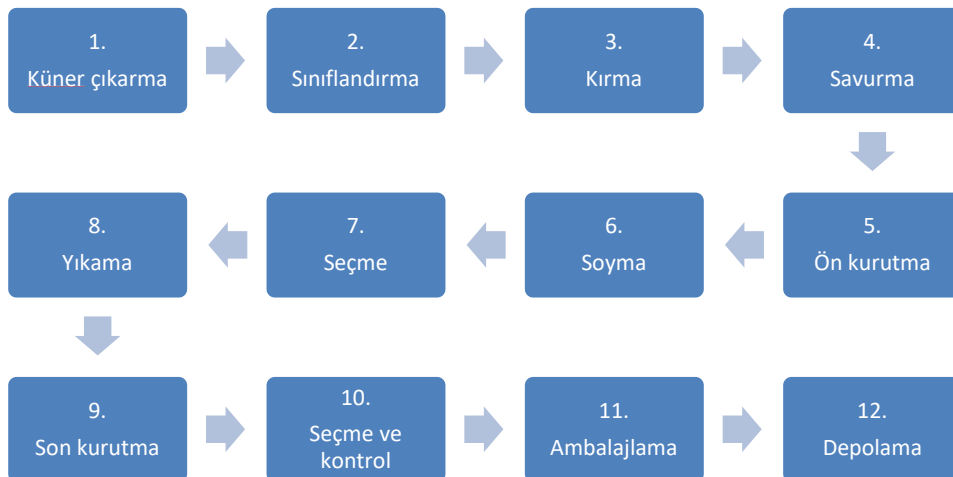 1.
Küner çıkarma
2.
Sınıflandırma
3.
Kırma
4.
Savurma
5.
Ön kurutma
6.
Soyma
7.
Seçme
8.
Yıkama
9.
Son kurutma
10.
Seçme ve
kontrol
11.
Ambalajlama
12.
Depolama